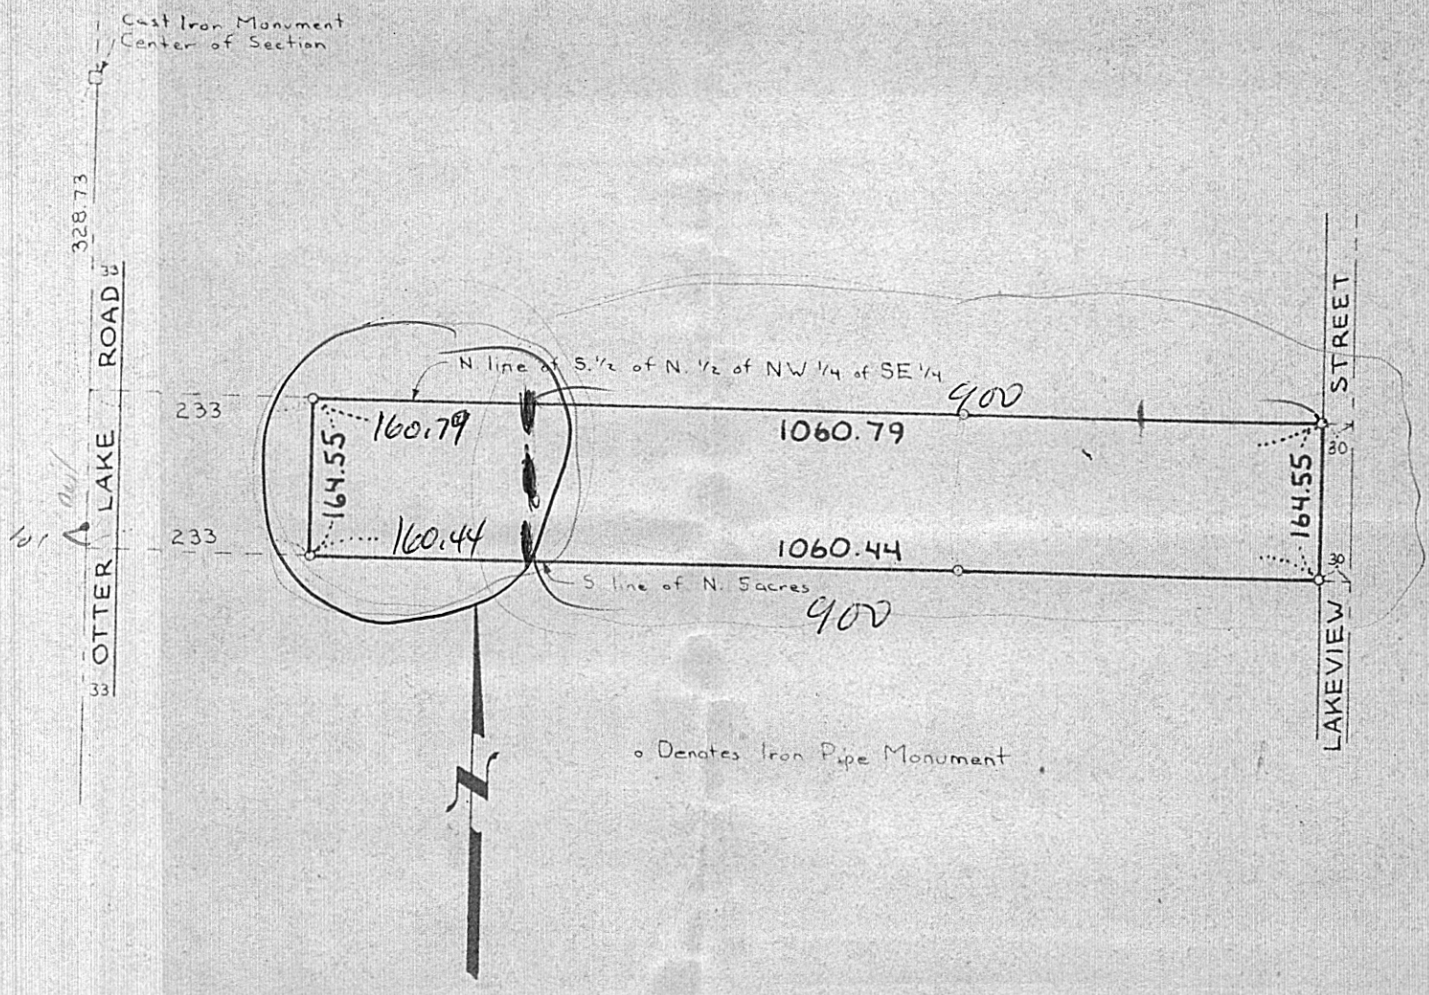 Cast Iron Monument
Center of Section
328.73
33
OTTER LAKE ROAD
33
N. line of S. 1/2 of N. 1/2 of NW 1/4 of SE 1/4
900
233
160.79
1060.79
164.55
164.55
30
STREET
233
160.44
1060.44
30
S line of N. 5 acres
900
LAKEVIEW
N
o Denotes Iron Pipe Monument